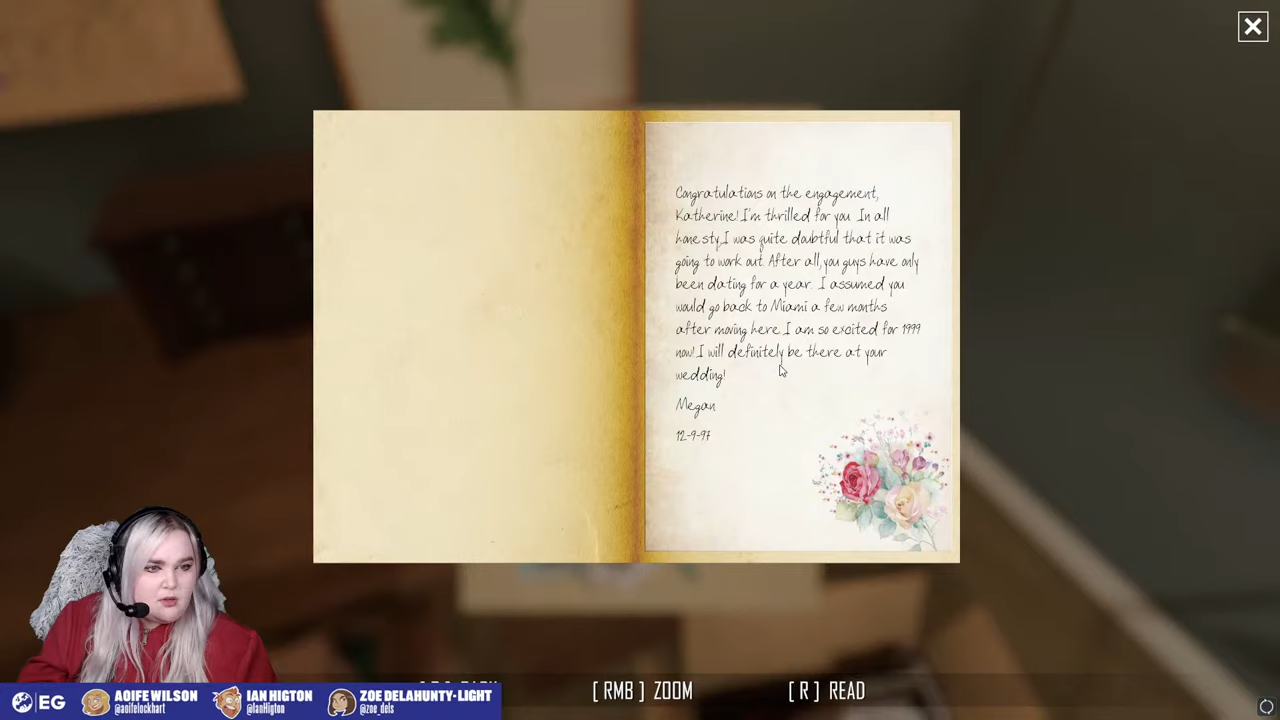 Congratulations on the engagement,
Katherine! I'm thrilled for you. In all
honesty, I was quite doubtful that it was
going to work out. After all, you guys have only
been dating for a year. I assumed you
would go back to Miami a few months
after moving here. I am so excited for 1999
now! I will definitely be there at your
wedding!
Megan
12-9-97
[ RMB ] ZOOM
[ R ] READ
EG
AOIFE WILSON
@aoifelockhart
IAN HIGTON
@IanHigton
ZOE DELAHUNTY-LIGHT
@zoe_dels